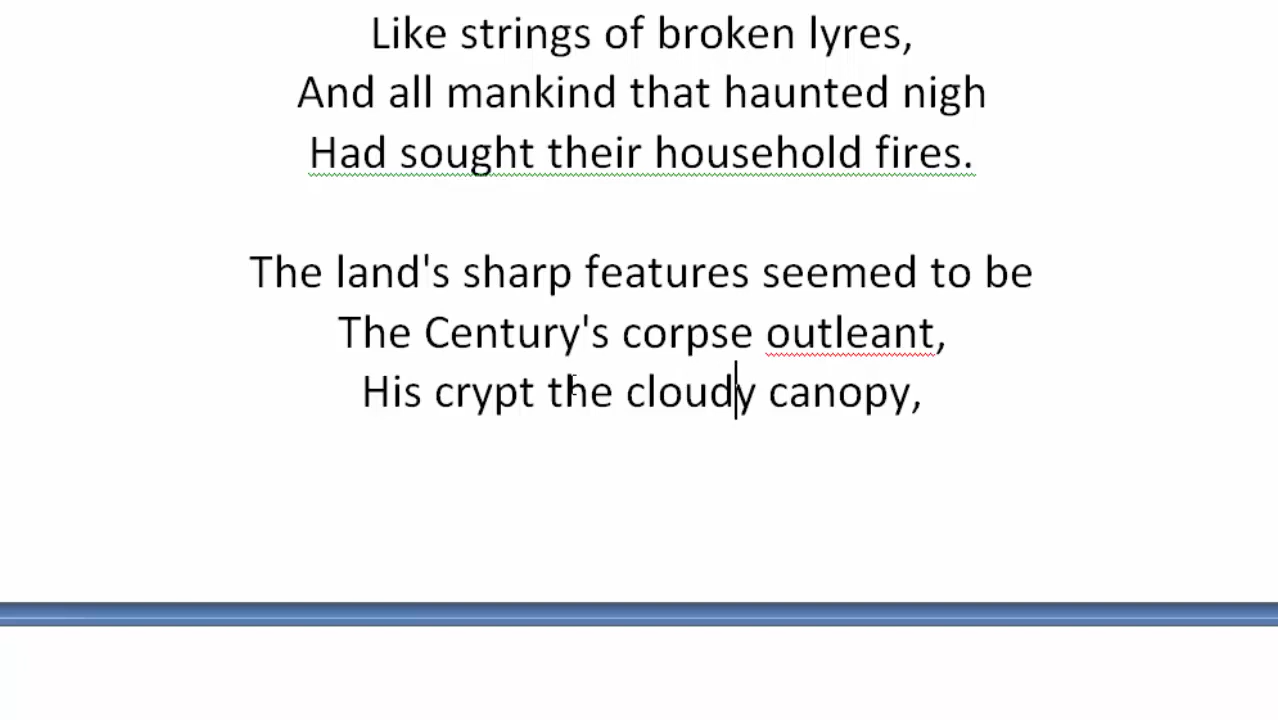 Like strings of broken lyres,
And all mankind that haunted nigh
Had sought their household fires.
The land's sharp features seemed to be
The Century's corpse outleant,
His crypt the cloudy canopy,